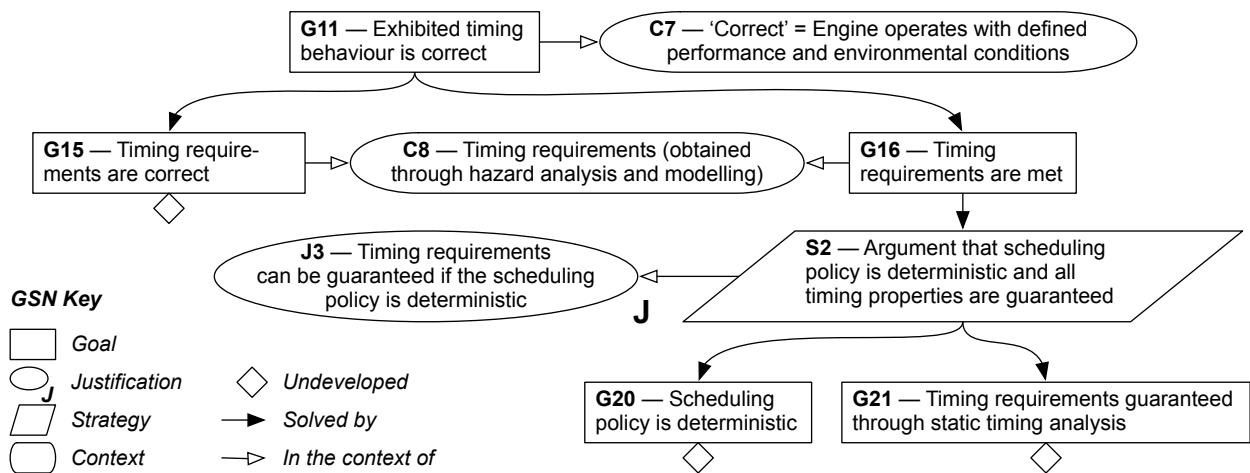 G11 — Exhibited timing
behaviour is correct
C7 — ‘Correct’ = Engine operates with defined
performance and environmental conditions
G15 — Timing require-
ments are correct
C8 — Timing requirements (obtained
through hazard analysis and modelling)
G16 — Timing
requirements are met
J3 — Timing requirements
can be guaranteed if the scheduling
policy is deterministic
J
S2 — Argument that scheduling
policy is deterministic and all
timing properties are guaranteed
G20 — Scheduling
policy is deterministic
G21 — Timing requirements guaranteed
through static timing analysis
GSN Key
Goal
J
Justification
Strategy
Context
Undeveloped
Solved by
In the context of